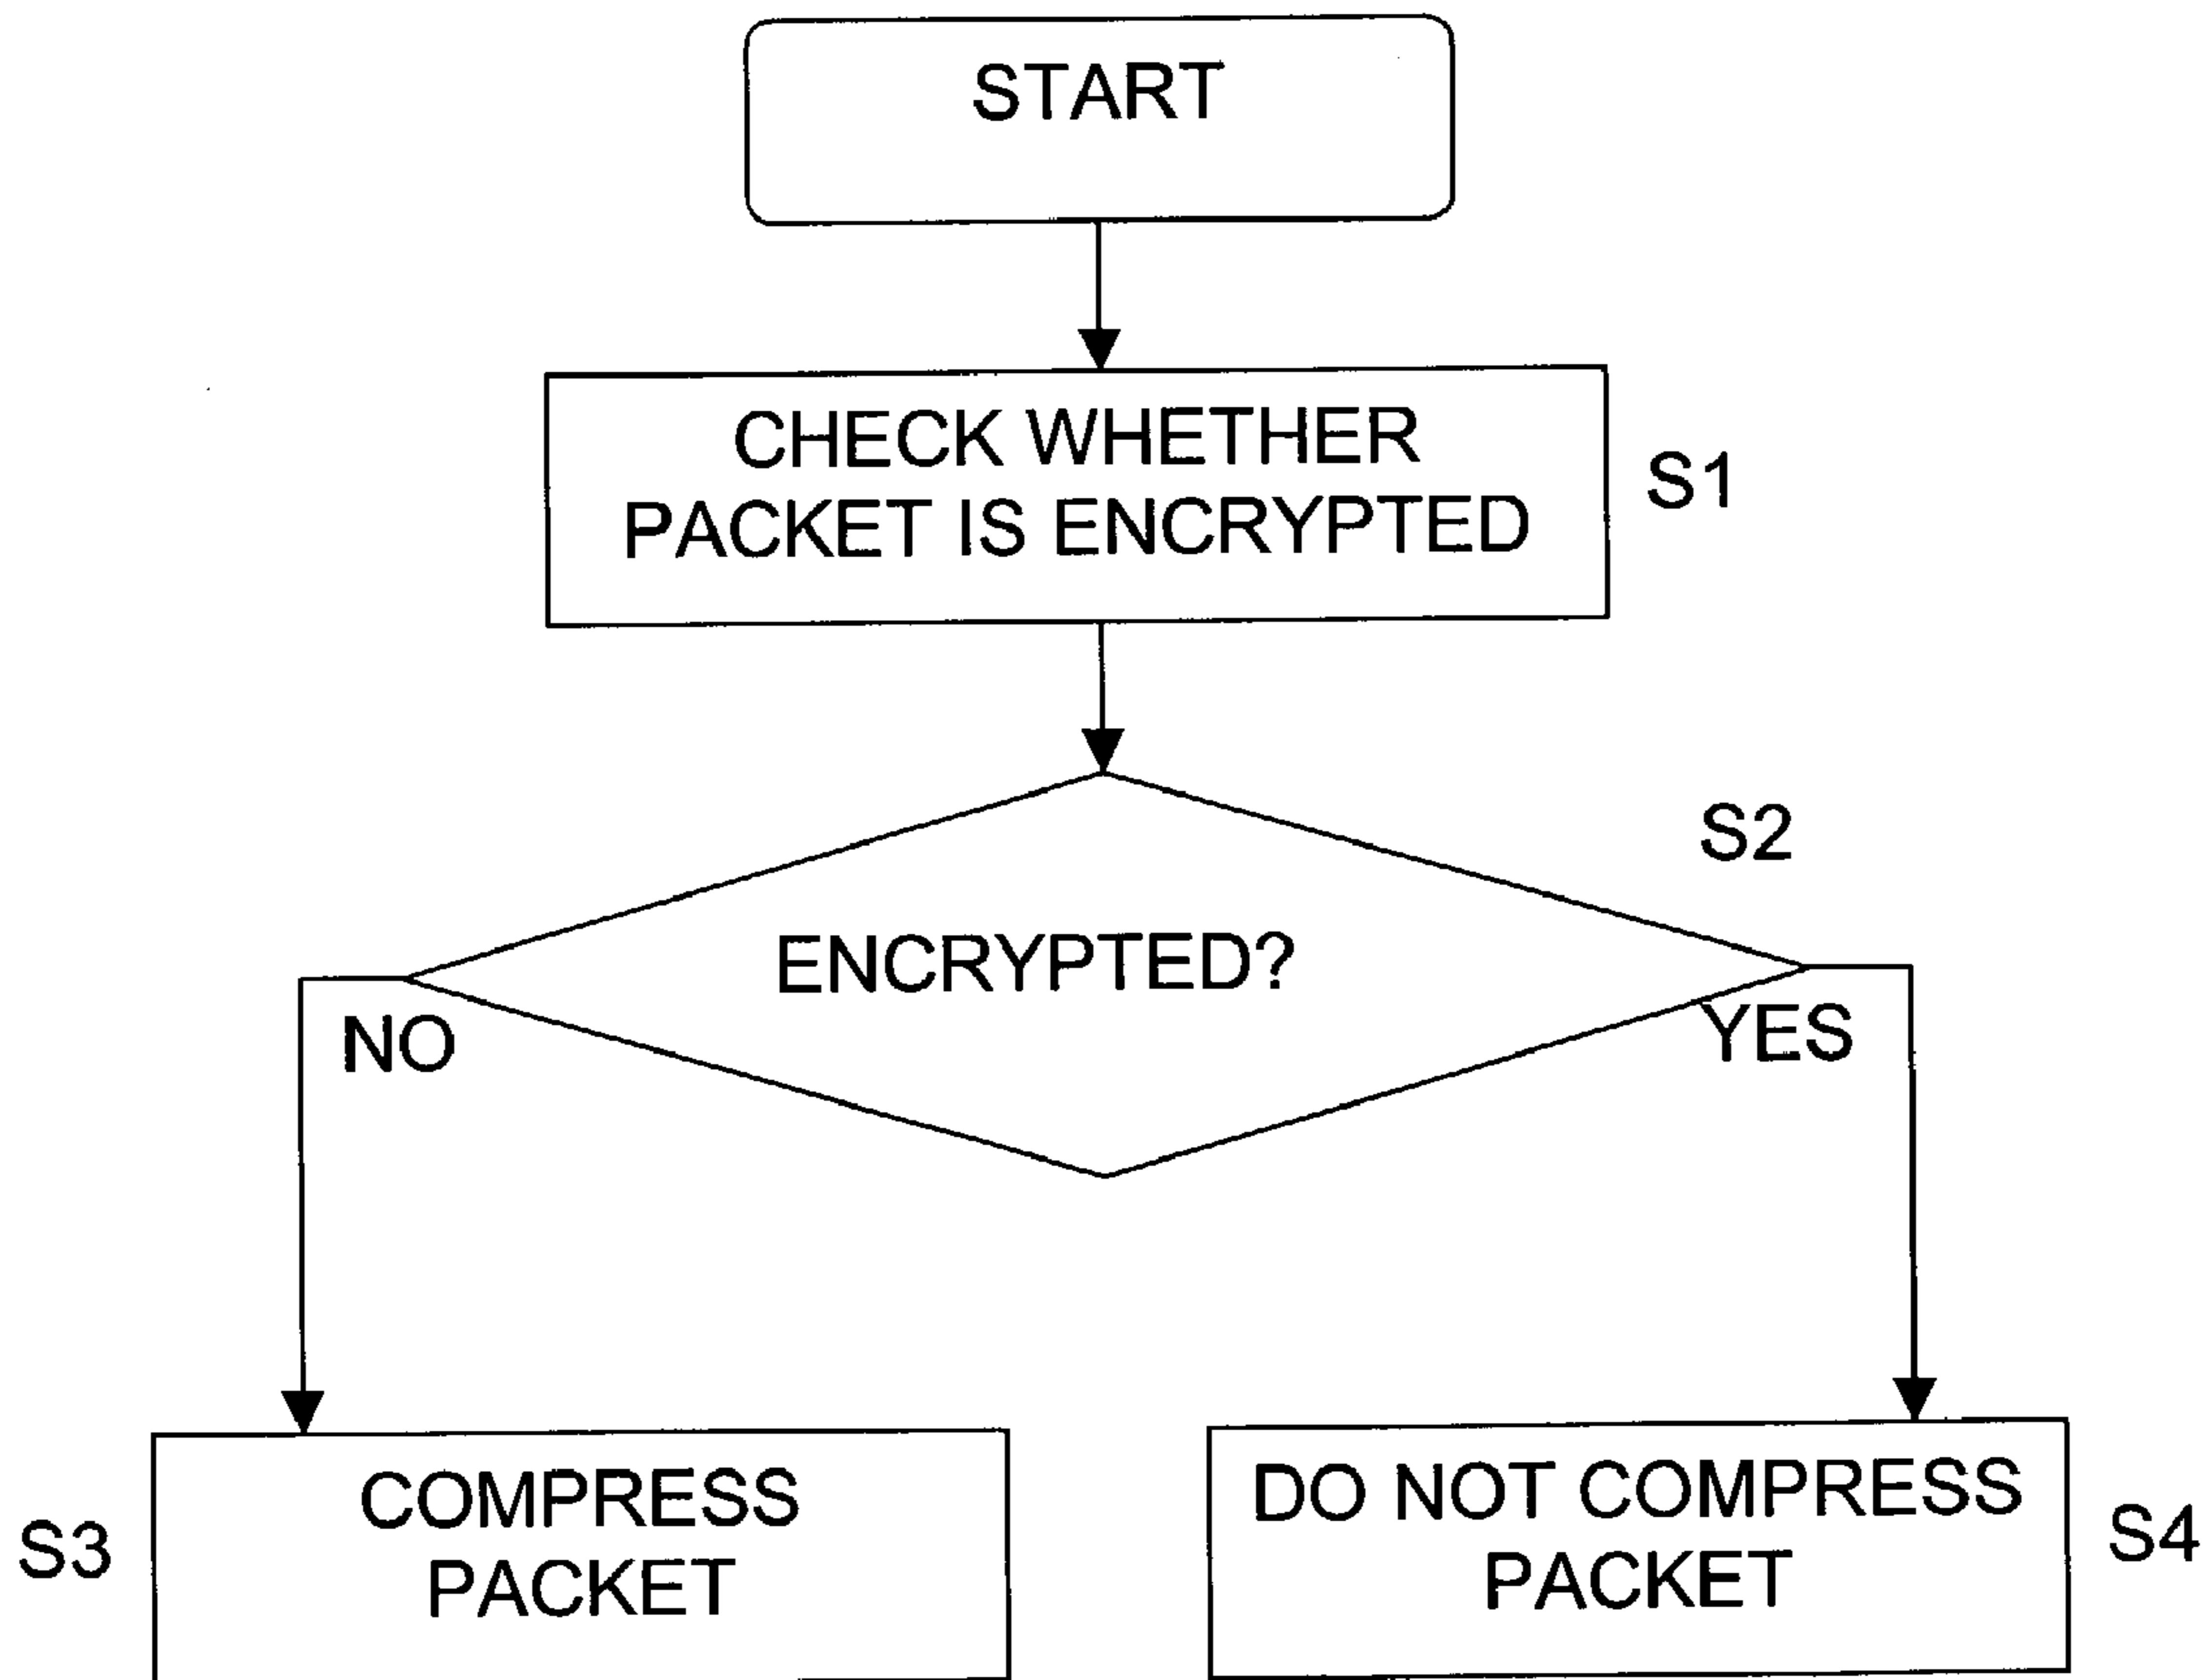 START
CHECK WHETHER
PACKET IS ENCRYPTED
S1
S2
ENCRYPTED?
NO
YES
COMPRESS
PACKET
S3
DO NOT COMPRESS
PACKET
S4